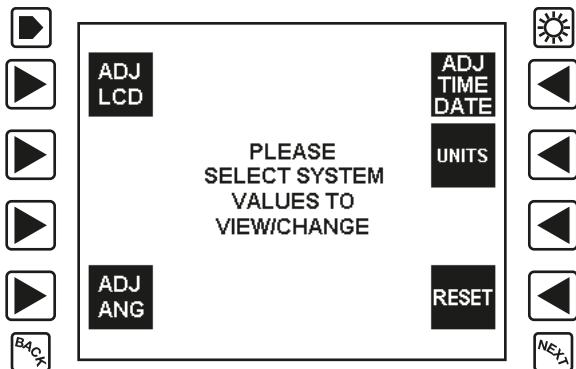 ADJ
LCD
ADJ
TIME
DATE
PLEASE
SELECT SYSTEM
VALUES TO
VIEW/CHANGE
UNITS
ADJ
ANG
RESET
BACK
NEXT